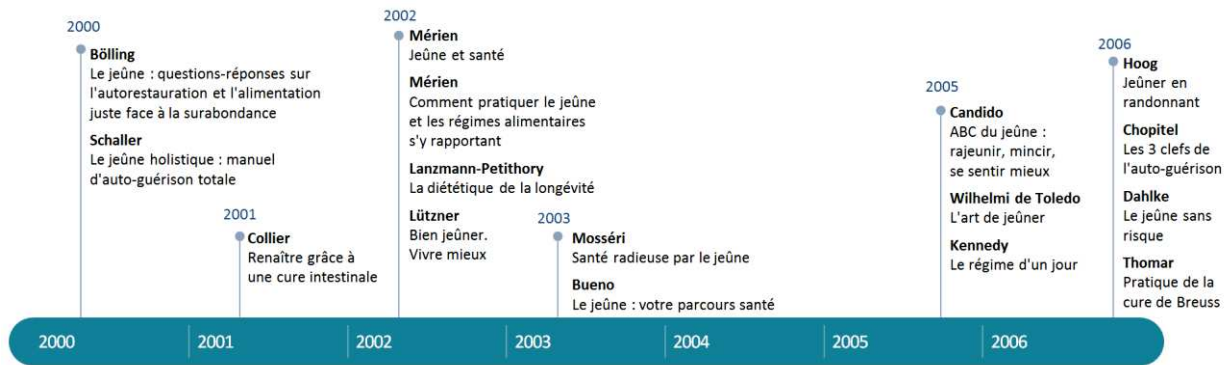 2000
Bölling
Le jeûne : questions-réponses sur
l'autorestauration et l'alimentation
juste face à la surabondance
Schaller
Le jeûne holistique : manuel
d'auto-guérison totale
2001
Collier
Renaître grâce à
une cure intestinale
2002
Mérien
Jeûne et santé
Mérien
Comment pratiquer le jeûne
et les régimes alimentaires
s'y rapportant
Lanzmann-Petithory
La diététique de la longévité
Lützner
Bien jeûner.
Vivre mieux
2003
Mosséri
Santé radieuse par le jeûne
Bueno
Le jeûne : votre parcours santé
2005
Candido
ABC du jeûne :
rajeunir, mincir,
se sentir mieux
Wilhelmi de Toledo
L'art de jeûner
Kennedy
Le régime d'un jour
2006
Hoog
Jeûner en
randonnant
Chopitel
Les 3 clefs de
l'auto-guérison
Dahlke
Le jeûne sans
risque
Thomar
Pratique de la
cure de Breuss
2000 2001 2002 2003 2004 2005 2006